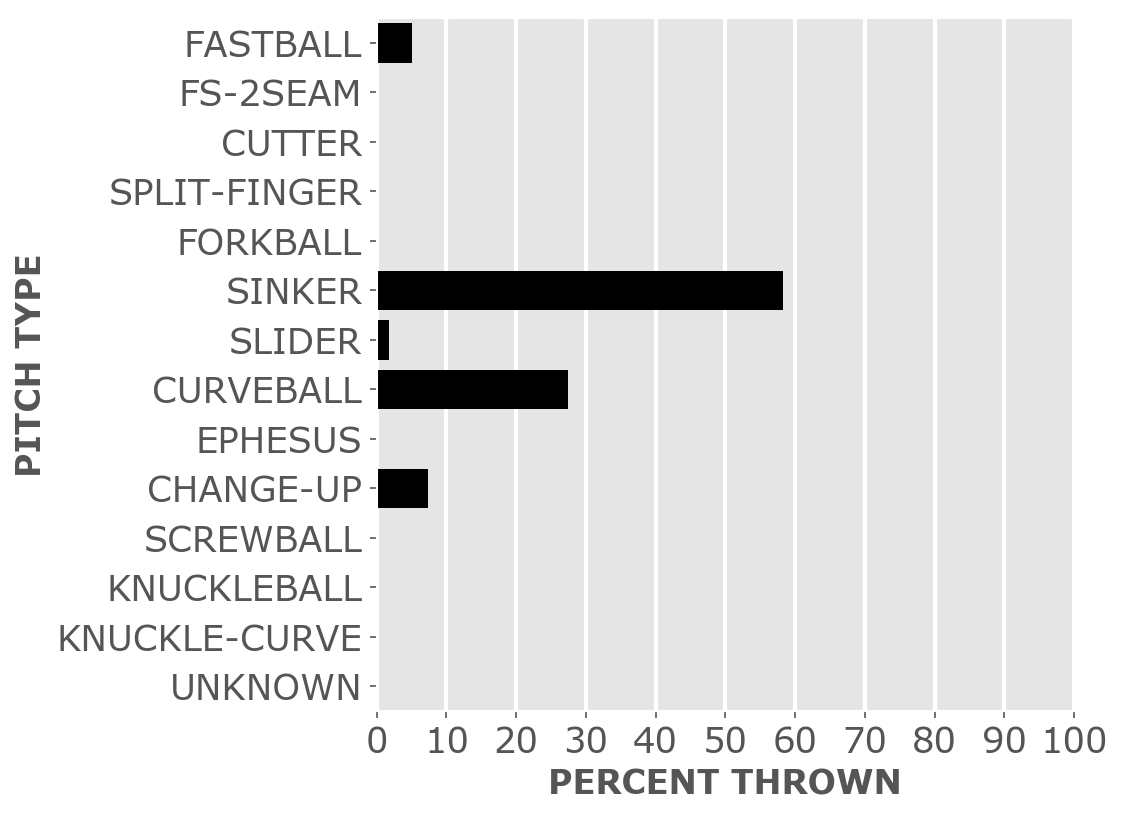 PITCH TYPE
FASTBALL
FS-2SEAM
CUTTER
SPLIT-FINGER
FORKBALL
SINKER
SLIDER
CURVEBALL
EPHESUS
CHANGE-UP
SCREWBALL
KNUCKLEBALL
KNUCKLE-CURVE
UNKNOWN
0 10 20 30 40 50 60 70 80 90 100
PERCENT THROWN